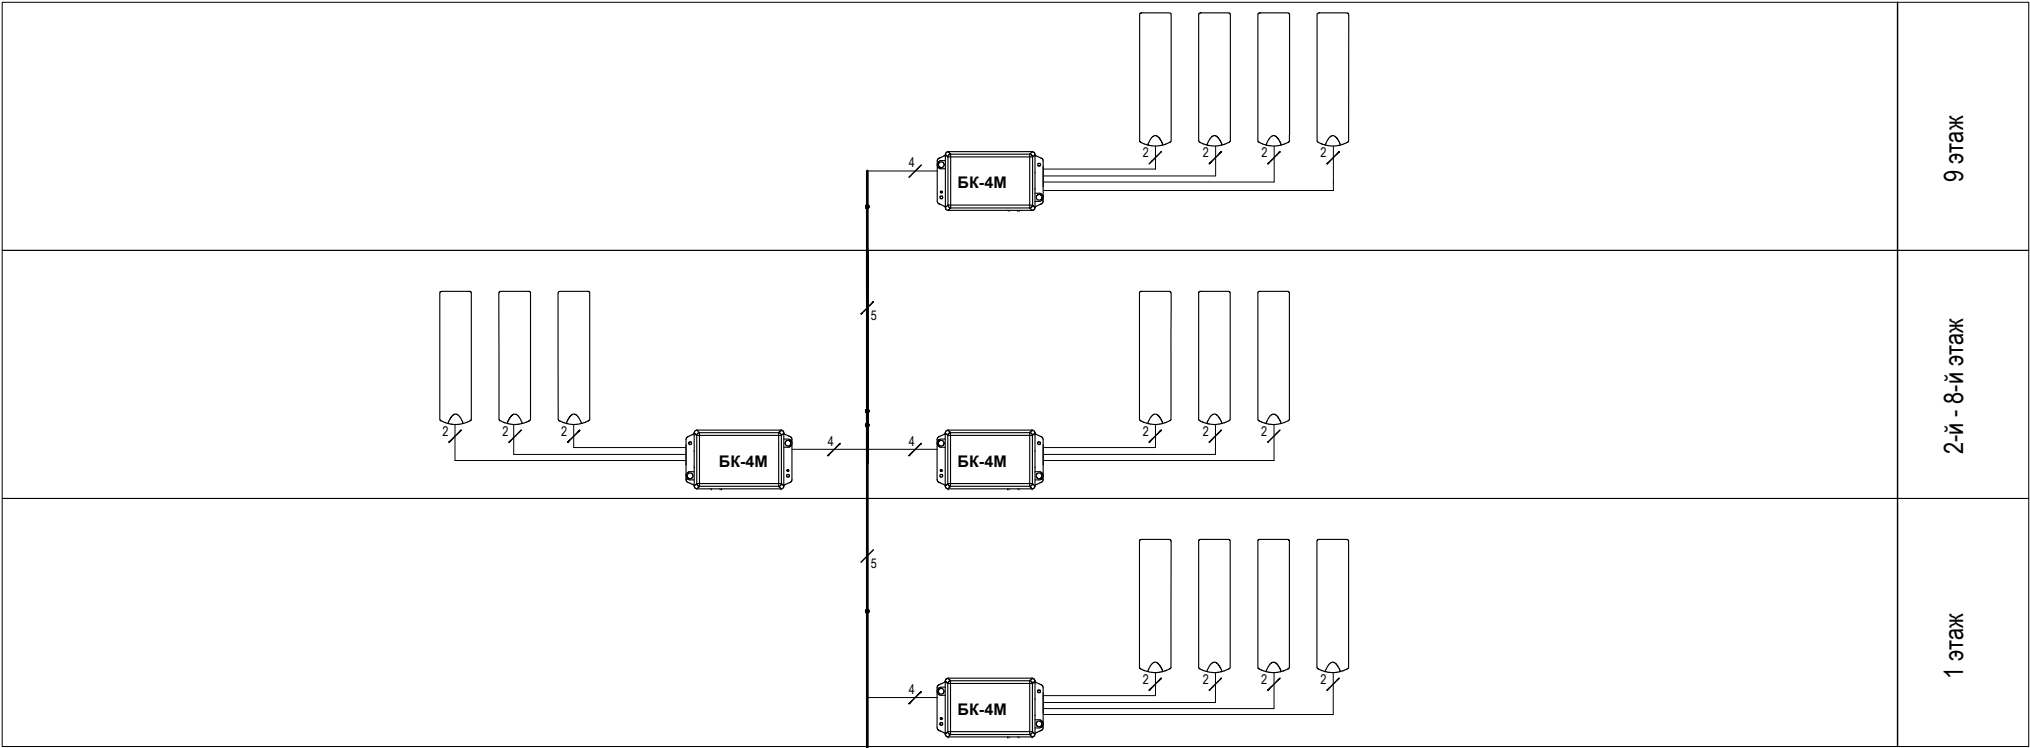 2 2 2 2
4
БК-4М
9 этаж
5
2 2 2 2 2 2
4 4
БК-4М БК-4М
2-й - 8-й этаж
5
2 2 2 2
4
БК-4М
1 этаж